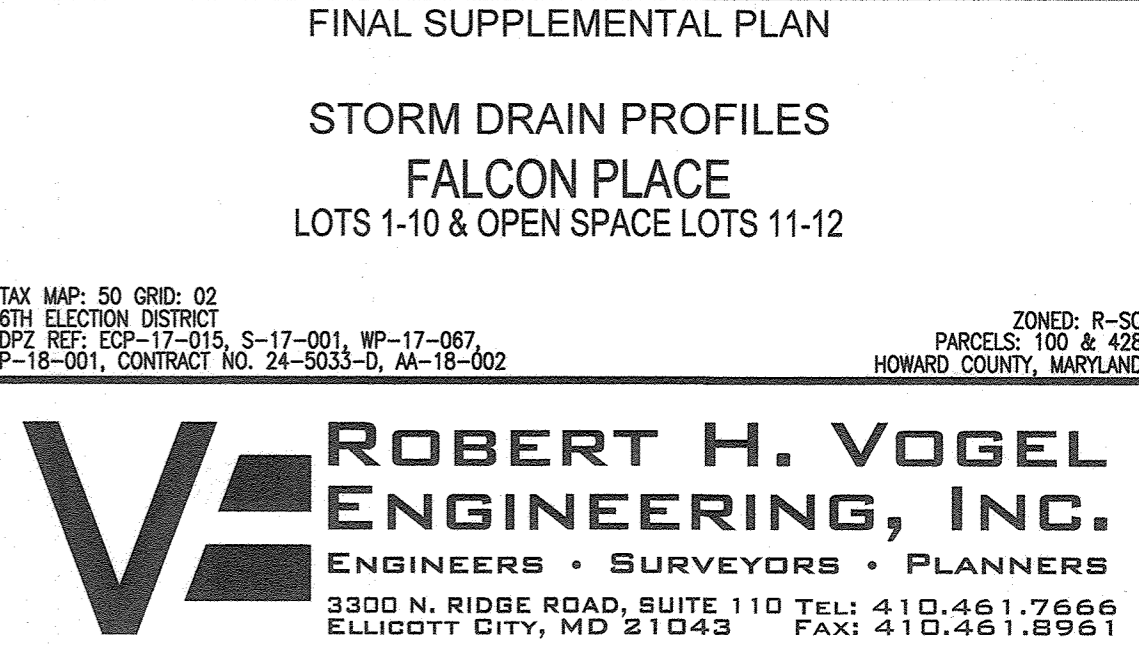 FINAL SUPPLEMENTAL PLAN
STORM DRAIN PROFILES
FALCON PLACE
LOTS 1-10 & OPEN SPACE LOTS 11-12
TAX MAP: 50 GRID: 02
6TH ELECTION DISTRICT
DPZ REF: ECP-17-015, S-17-001, WP-17-067,
P-18-001, CONTRACT NO. 24-5033-D, AA-18-002
ZONED: R-SC
PARCELS: 100 & 428
HOWARD COUNTY, MARYLAND
ROBERT H. VOGEL
ENGINEERING, INC.
ENGINEERS • SURVEYORS • PLANNERS
3300 N. RIDGE ROAD, SUITE 110 TEL: 410.461.7666
ELLICOTT CITY, MD 21043 FAX: 410.461.8961